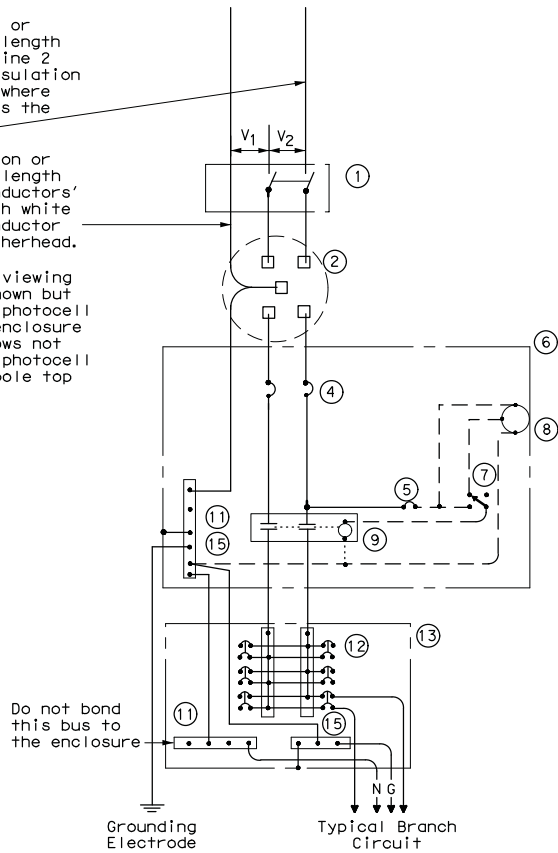 or
length
ine 2
sulation
where
s the
on or
length
ductors'
h white
ductor
herhead.
viewing
own but
photocell
enclosure
ows not
photocell
pole top
V1
V2
1
2
6
4
8
7
5
11
15
9
13
12
Do not bond
this bus to
the enclosure
11
15
N G
Grounding
Electrode
Typical Branch
Circuit